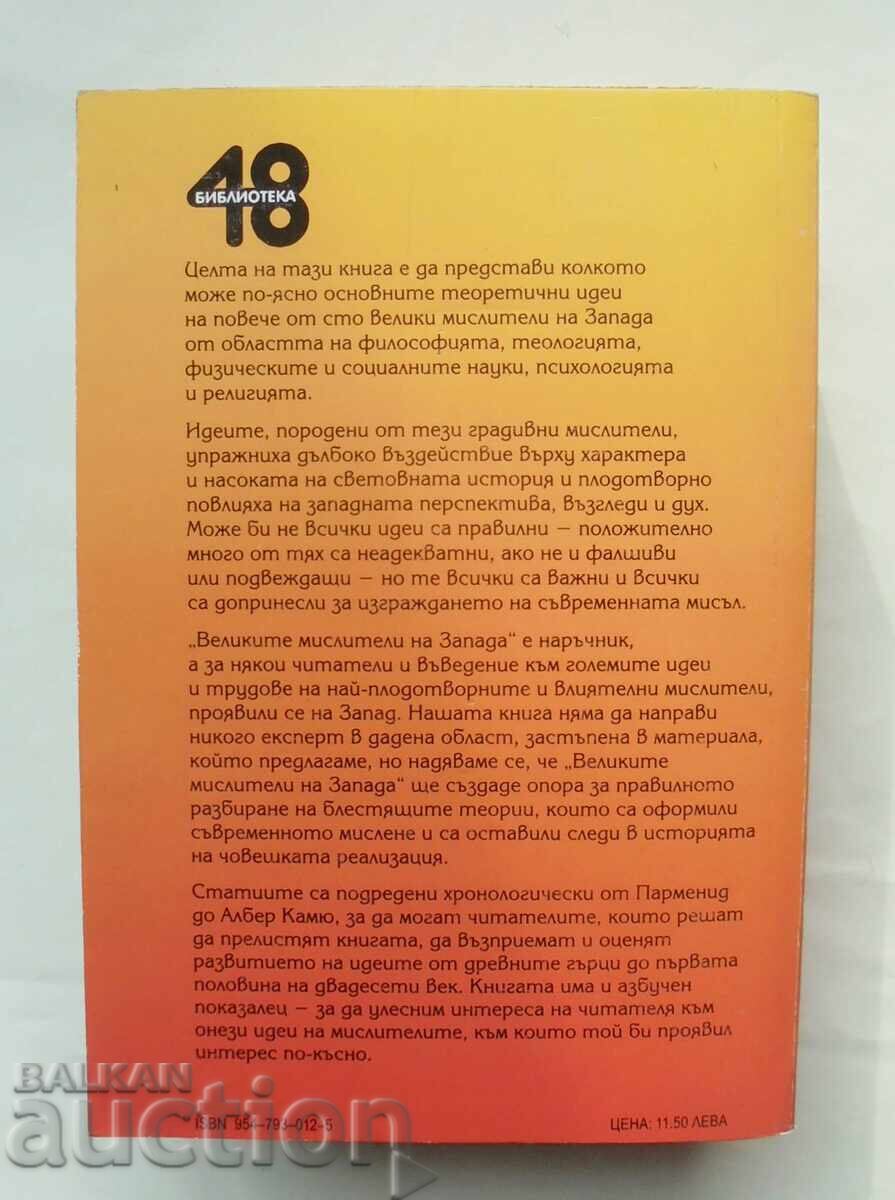 48
БИБЛИОТЕКА
Целта на тази книга е да представи колкото
може по-ясно основните теоретични идеи
на повече от сто велики мислители на Запада
от областта на философията, теологията,
физическите и социалните науки, психологията
и религията.
Идеите, породени от тези градивни мислители,
упражниха дълбоко въздействие върху характера
и насоката на световната история и плодотворно
повлияха на западната перспектива, възгледи и дух.
Може би не всички идеи са правилни – положително
много от тях са неадекватни, ако не и фалшиви
или подвеждащи – но те всички са важни и всички
са допринесли за изграждането на съвременната мисъл.
„Великите мислители на Запада“ е наръчник,
а за някои читатели и въведение към големите идеи
и трудове на най-плодотворните и влиятелни мислители,
проявили се на Запад. Нашата книга няма да направи
никого експерт в дадена област, застъпена в материала,
който предлагаме, но надяваме се, че „Великите
мислители на Запада“ ще създаде опора за правилното
разбиране на блестящите теории, които са оформили
съвременното мислене и са оставили следи в историята
на човешката реализация.
Статиите са подредени хронологически от Парменид
до Албер Камю, за да могат читателите, които решат
да прелистят книгата, да възприемат и оценят
развитието на идеите от древните гърци до първата
половина на двадесети век. Книгата има и азбучен
показалец – за да улесним интереса на читателя към
онези идеи на мислителите, към които той би проявил
интерес по-късно.
ISBN 954–793–012–5
ЦЕНА: 11.50 ЛЕВА
BALKAN
auction